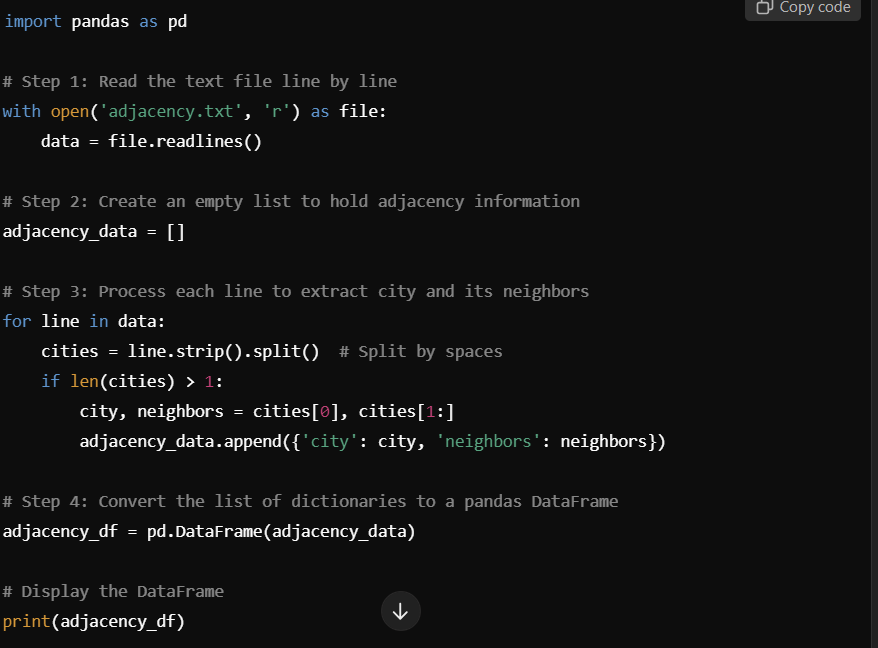 Copy code
import pandas as pd
# Step 1: Read the text file line by line
with open('adjacency.txt', 'r') as file:
    data = file.readlines()
# Step 2: Create an empty list to hold adjacency information
adjacency_data = []
# Step 3: Process each line to extract city and its neighbors
for line in data:
    cities = line.strip().split()  # Split by spaces
    if len(cities) > 1:
        city, neighbors = cities[0], cities[1:]
        adjacency_data.append({'city': city, 'neighbors': neighbors})
# Step 4: Convert the list of dictionaries to a pandas DataFrame
adjacency_df = pd.DataFrame(adjacency_data)
# Display the DataFrame
print(adjacency_df)